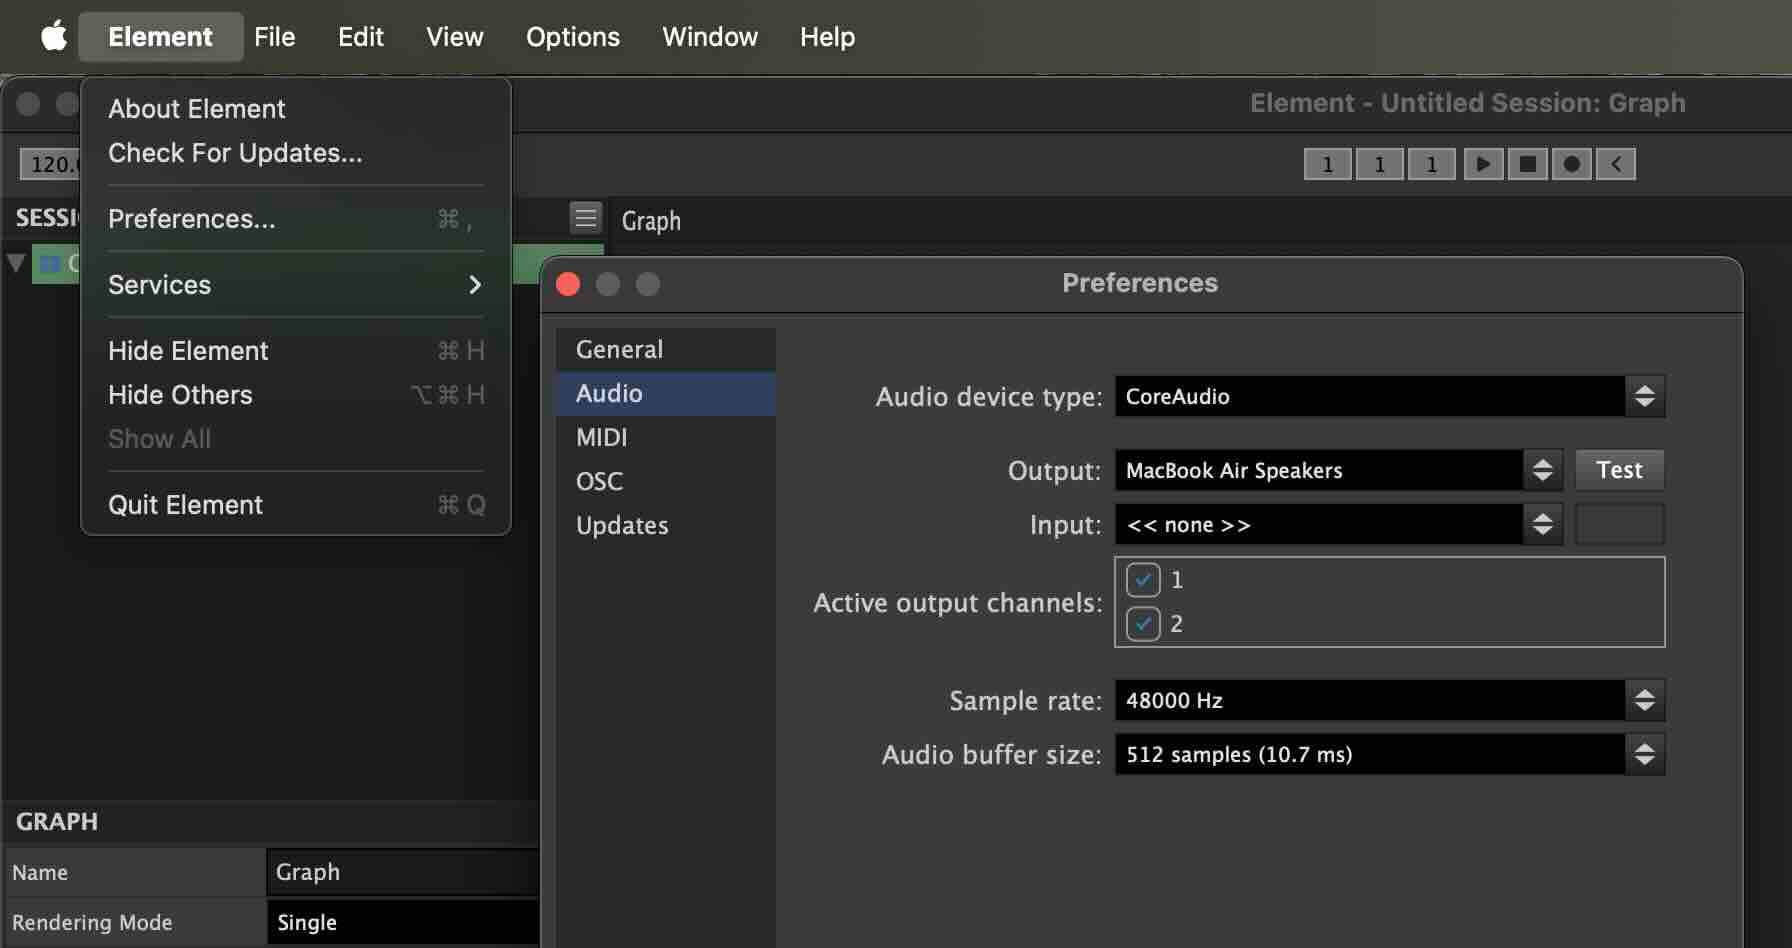 Element File Edit View Options Window Help
Element - Untitled Session: Graph
About Element
Check For Updates...
120.
1 1 1
Preferences... ⌘ ,
SESSI
Graph
Services
Preferences
Hide Element ⌘ H
Hide Others ⌥ ⌘ H
Show All
Quit Element ⌘ Q
General
Audio
MIDI
OSC
Updates
Audio device type: CoreAudio
Output: MacBook Air Speakers Test
Input: << none >>
Active output channels: 1
2
Sample rate: 48000 Hz
Audio buffer size: 512 samples (10.7 ms)
GRAPH
Name Graph
Rendering Mode Single